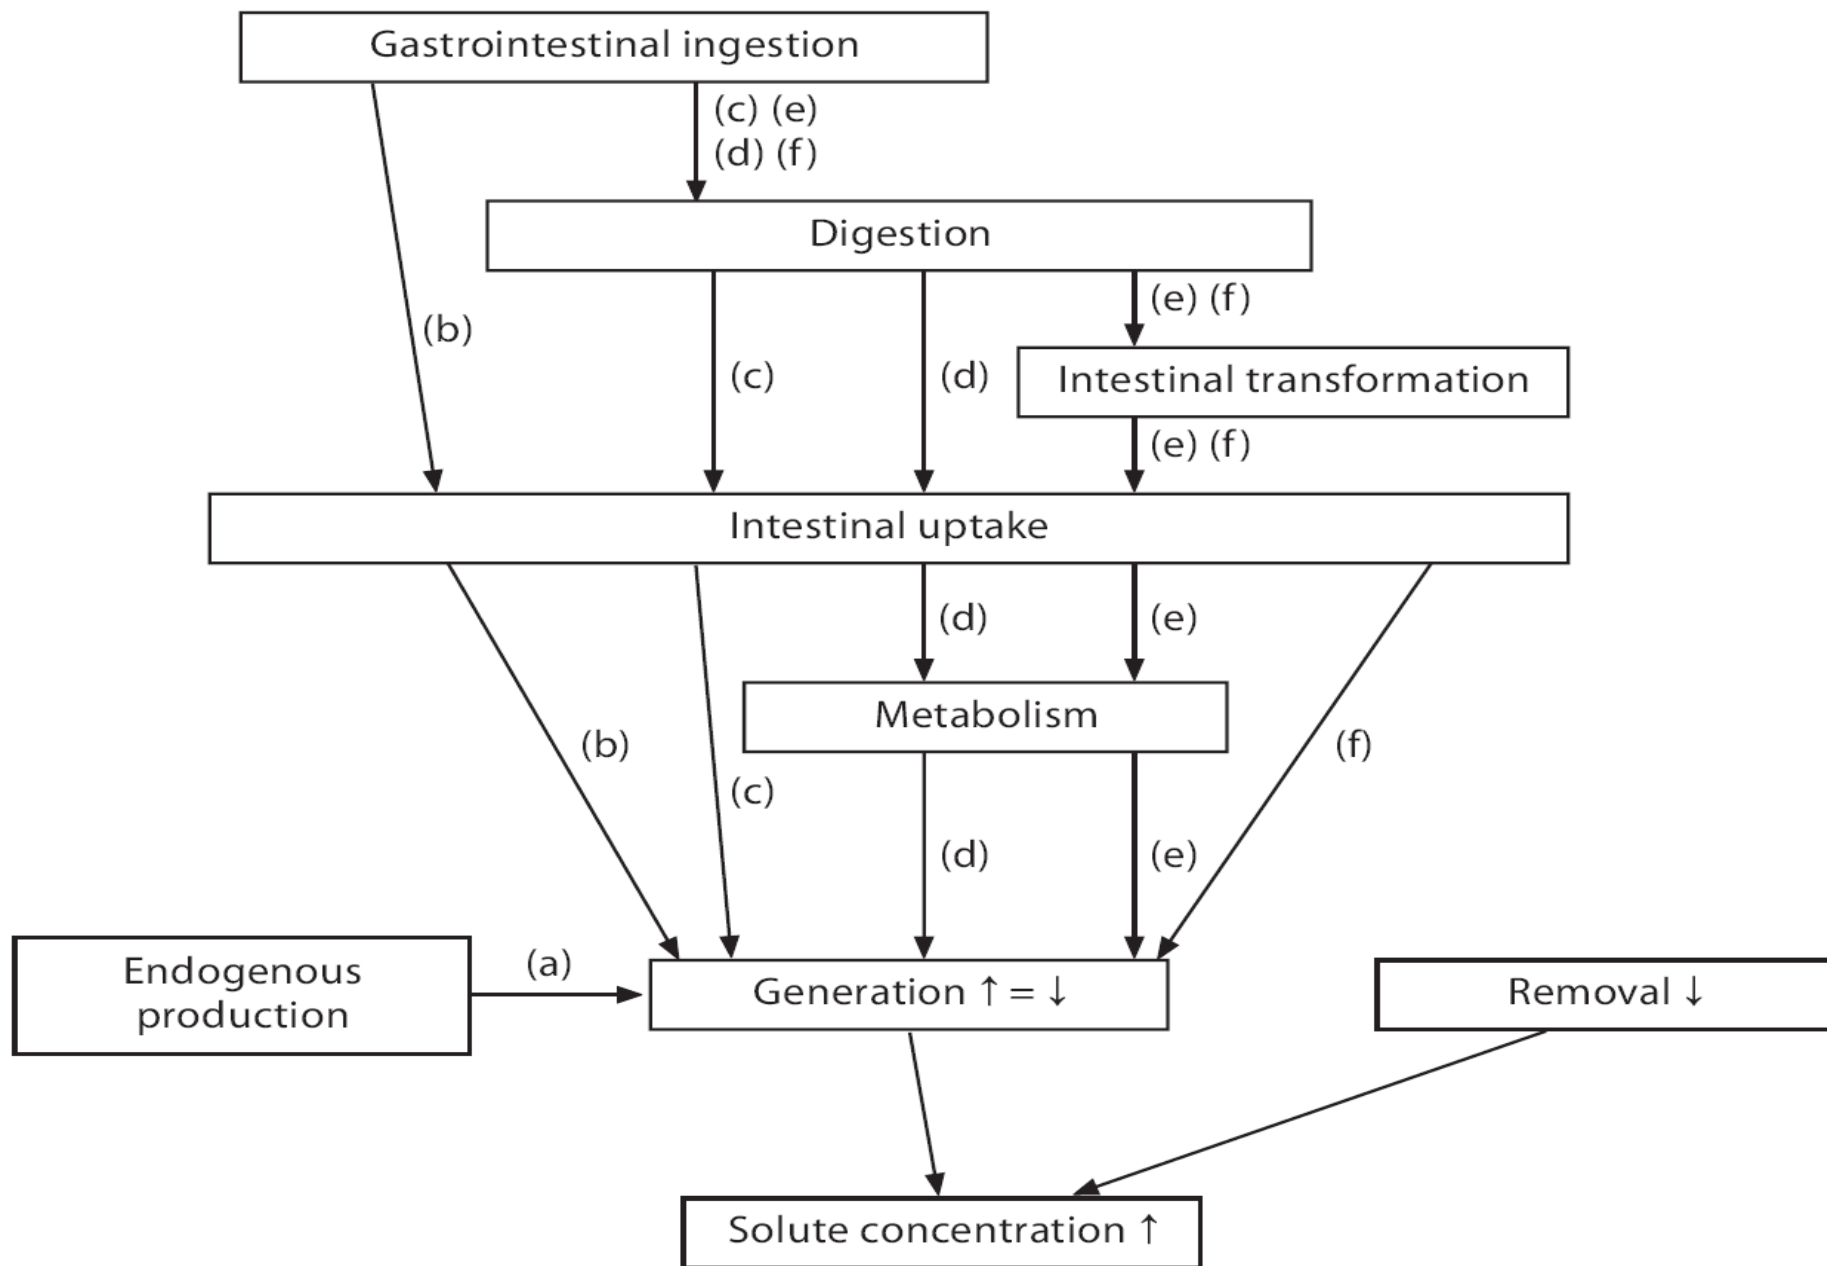 Gastrointestinal ingestion
(c) (e)
(d) (f)
Digestion
(e) (f)
(b)
(c)
(d)
Intestinal transformation
(e) (f)
Intestinal uptake
(d)
(e)
Metabolism
(b)
(f)
(c)
(d)
(e)
Endogenous
production
(a)
Generation ↑ = ↓
Removal ↓
Solute concentration ↑